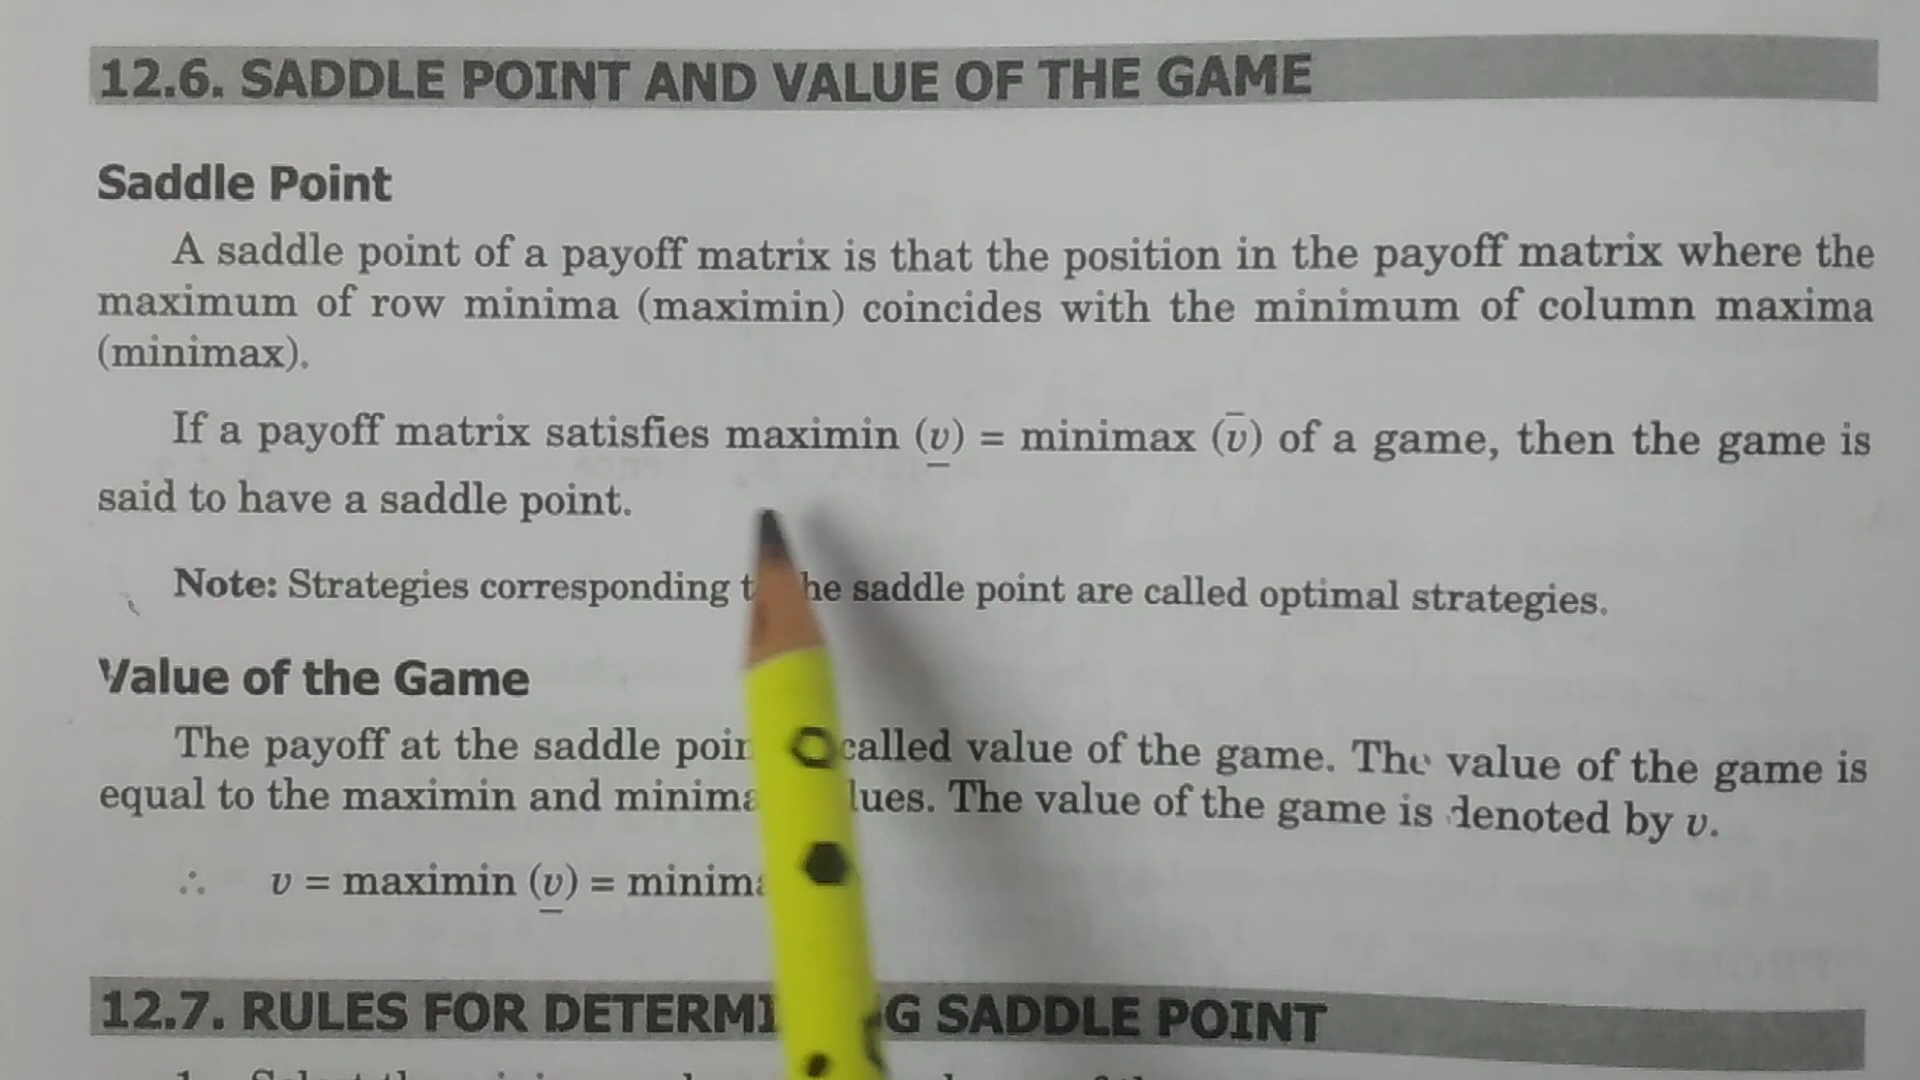 12.6. SADDLE POINT AND VALUE OF THE GAME
Saddle Point
A saddle point of a payoff matrix is that the position in the payoff matrix where the
maximum of row minima (maximin) coincides with the minimum of column maxima
(minimax).
If a payoff matrix satisfies maximin (v̲) = minimax (v̅) of a game, then the game is
said to have a saddle point.
Note: Strategies corresponding t he saddle point are called optimal strategies.
Value of the Game
The payoff at the saddle poin called value of the game. The value of the game is
equal to the maximin and minima lues. The value of the game is denoted by v.
∴ v = maximin (v̲) = minima
12.7. RULES FOR DETERMI G SADDLE POINT